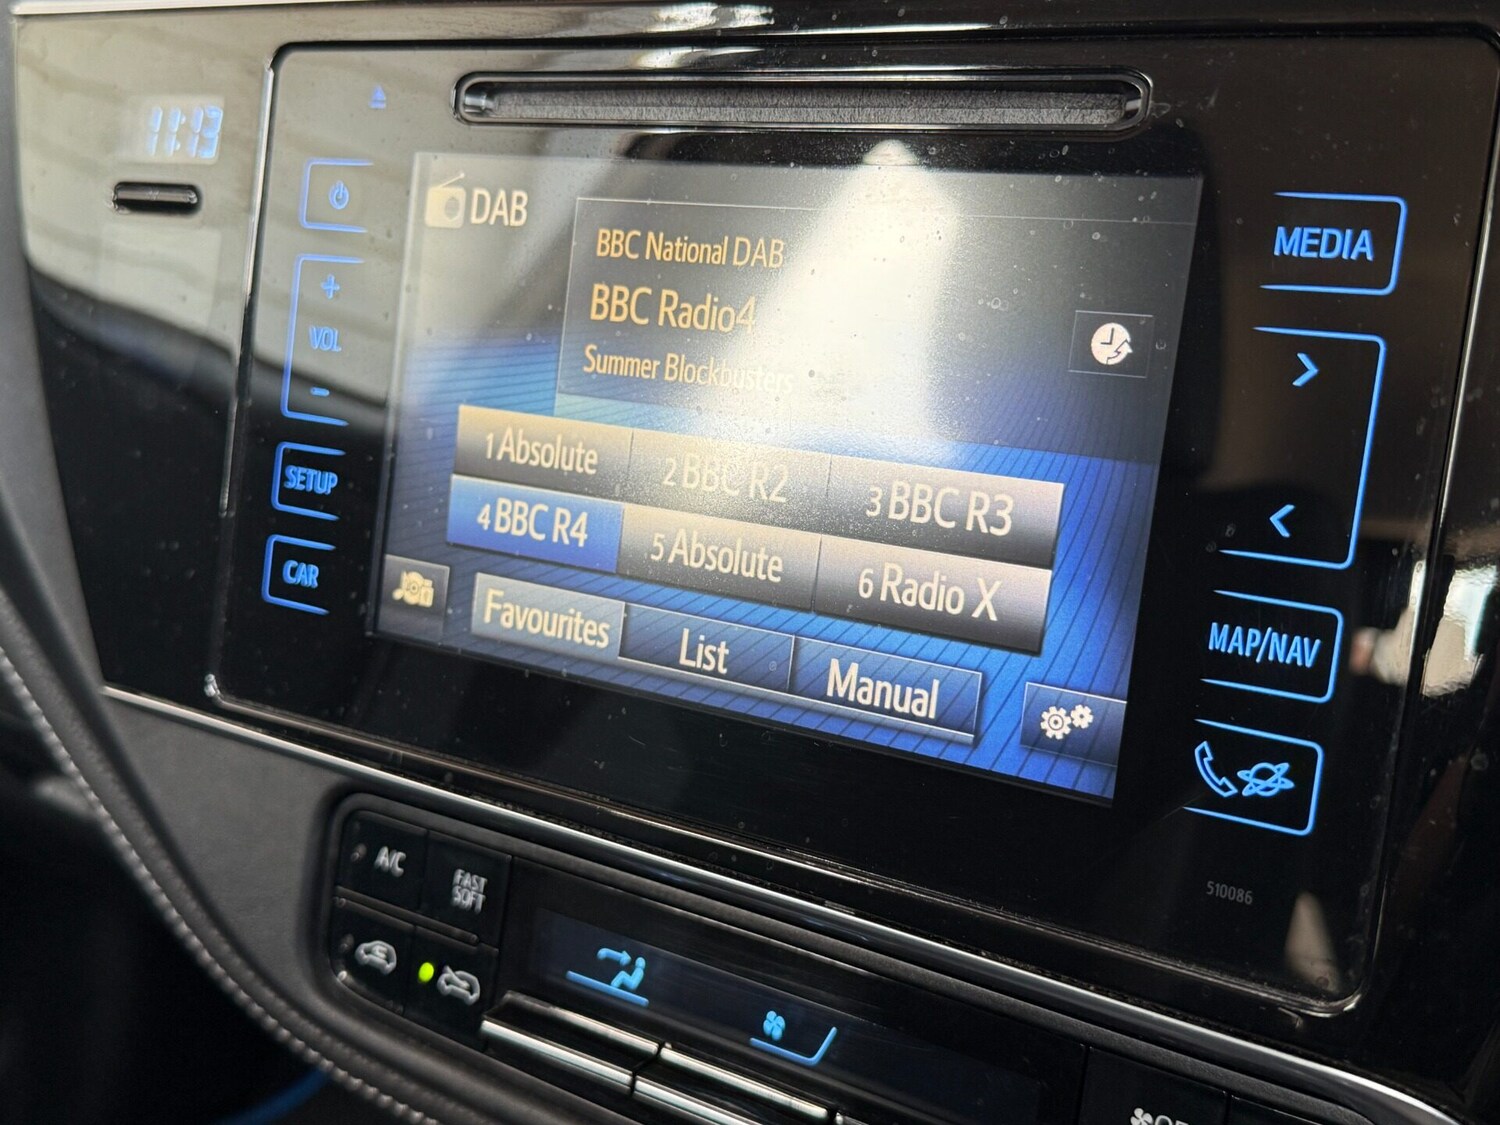 11:13
DAB
BBC National DAB
BBC Radio4
Summer Blockbusters
1 Absolute
2 BBC R2
3 BBC R3
4 BBC R4
5 Absolute
6 Radio X
Favourites
List
Manual
+
VOL
-
SETUP
CAR
MEDIA
>
<
MAP/NAV
510086
A/C
FAST
SOFT